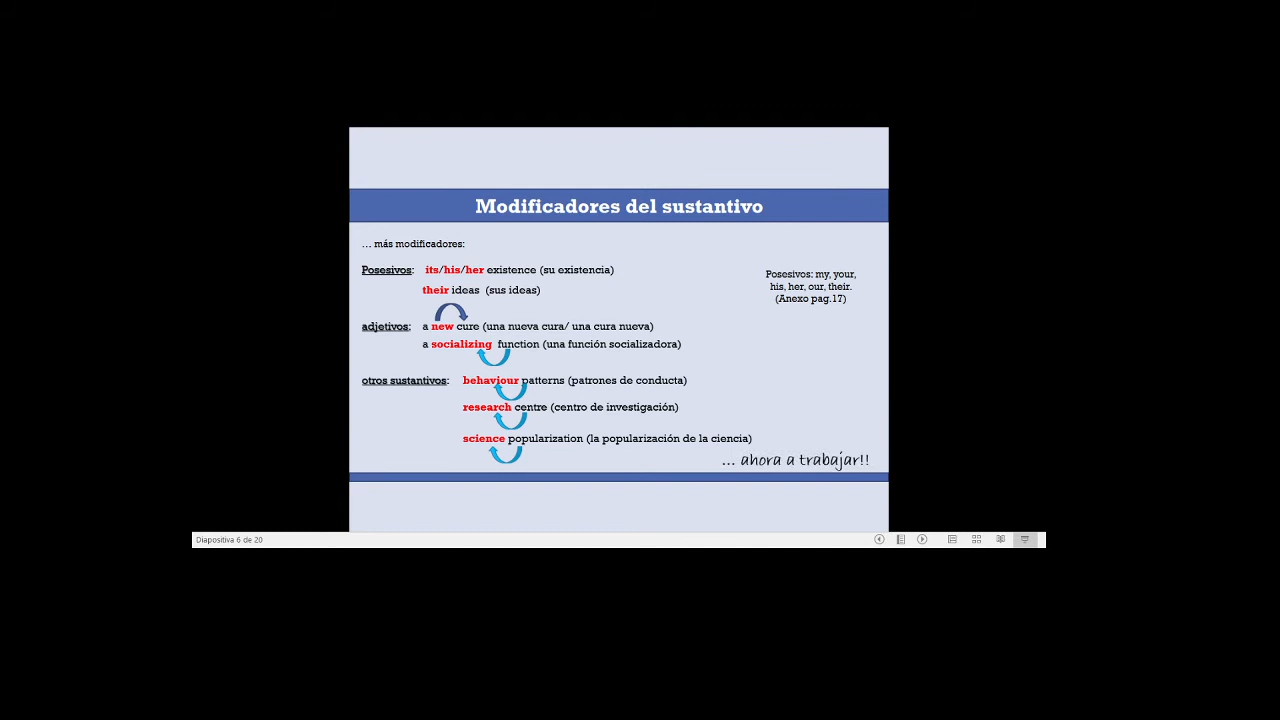 Modificadores del sustantivo
... más modificadores:
Posesivos: its/his/her existence (su existencia)
their ideas (sus ideas)
Posesivos: my, your,
his, her, our, their.
(Anexo pag.17)
adjetivos: a new cure (una nueva cura/ una cura nueva)
a socializing function (una función socializadora)
otros sustantivos: behaviour patterns (patrones de conducta)
research centre (centro de investigación)
science popularization (la popularización de la ciencia)
... ahora a trabajar!!
Diapositiva 6 de 20